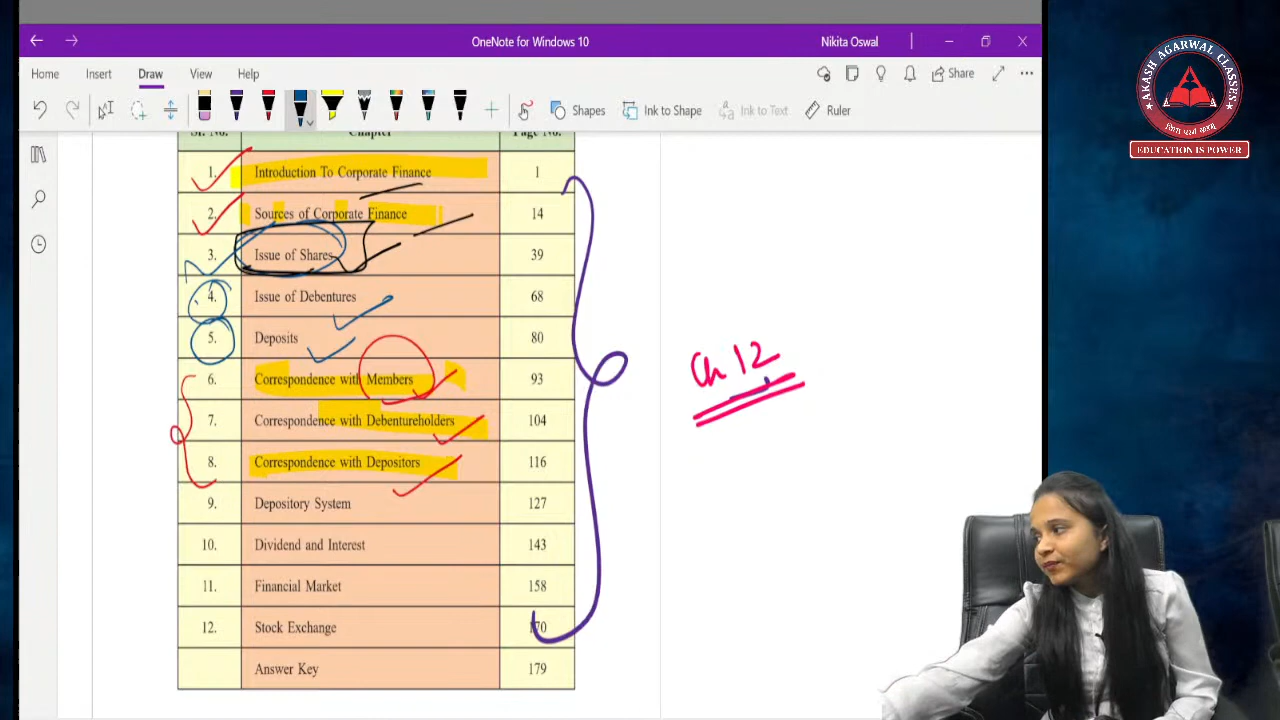 OneNote for Windows 10
Nikita Oswal
Home Insert Draw View Help
Share
Shapes Ink to Shape Ink to Text Ruler
Sr. No. Chapter Page No.
1. Introduction To Corporate Finance 1
2. Sources of Corporate Finance 14
3. Issue of Shares 39
4. Issue of Debentures 68
5. Deposits 80
6. Correspondence with Members 93
7. Correspondence with Debentureholders 104
8. Correspondence with Depositors 116
9. Depository System 127
10. Dividend and Interest 143
11. Financial Market 158
12. Stock Exchange 170
Answer Key 179
Ch 12
AKASH AGARWAL CLASSES
EDUCATION IS POWER